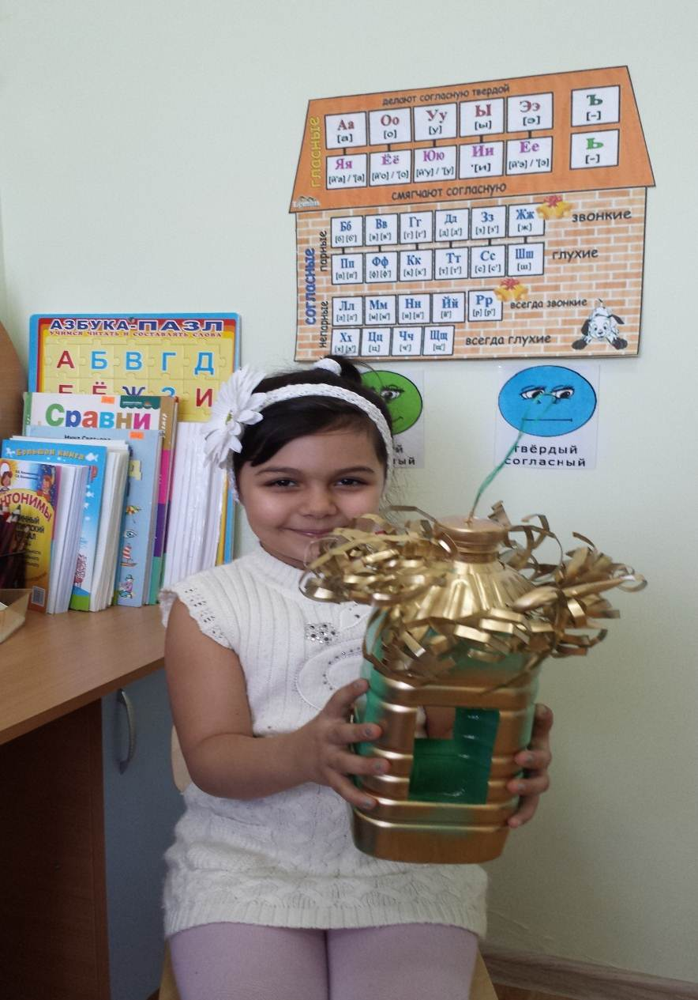 делают согласную твердой
гласные
Аа Оо Уу Ы Ээ Ъ
[а] [о] [у] [ы] [э] [-]
Яя Ёё Юю Ии Ее Ь
[й'а] / '[а] [й'о] / '[о] [й'у] / '[у] '[и] [й'э] / '[э] [-]
смягчают согласную
согласные
парные
Бб Вв Гг Дд Зз Жж звонкие
[б] [б'] [в] [в'] [г] [г'] [д] [д'] [з] [з'] [ж]
Пп Фф Кк Тт Сс Шш глухие
[п] [п'] [ф] [ф'] [к] [к'] [т] [т'] [с] [с'] [ш]
непарные
Лл Мм Нн Йй Рр всегда звонкие
[л] [л'] [м] [м'] [н] [н'] [й'] [р] [р']
Хх Цц Чч Щщ всегда глухие
[х] [х'] [ц] [ч'] [щ']
АЗБУКА-ПАЗЛ
УЧИМСЯ ЧИТАТЬ И СОСТАВЛЯТЬ СЛОВА
А Б В Г Д
Е Ё Ж З И
Сравни
Большая книга
АНТОНИМЫ
твёрдый
согласный